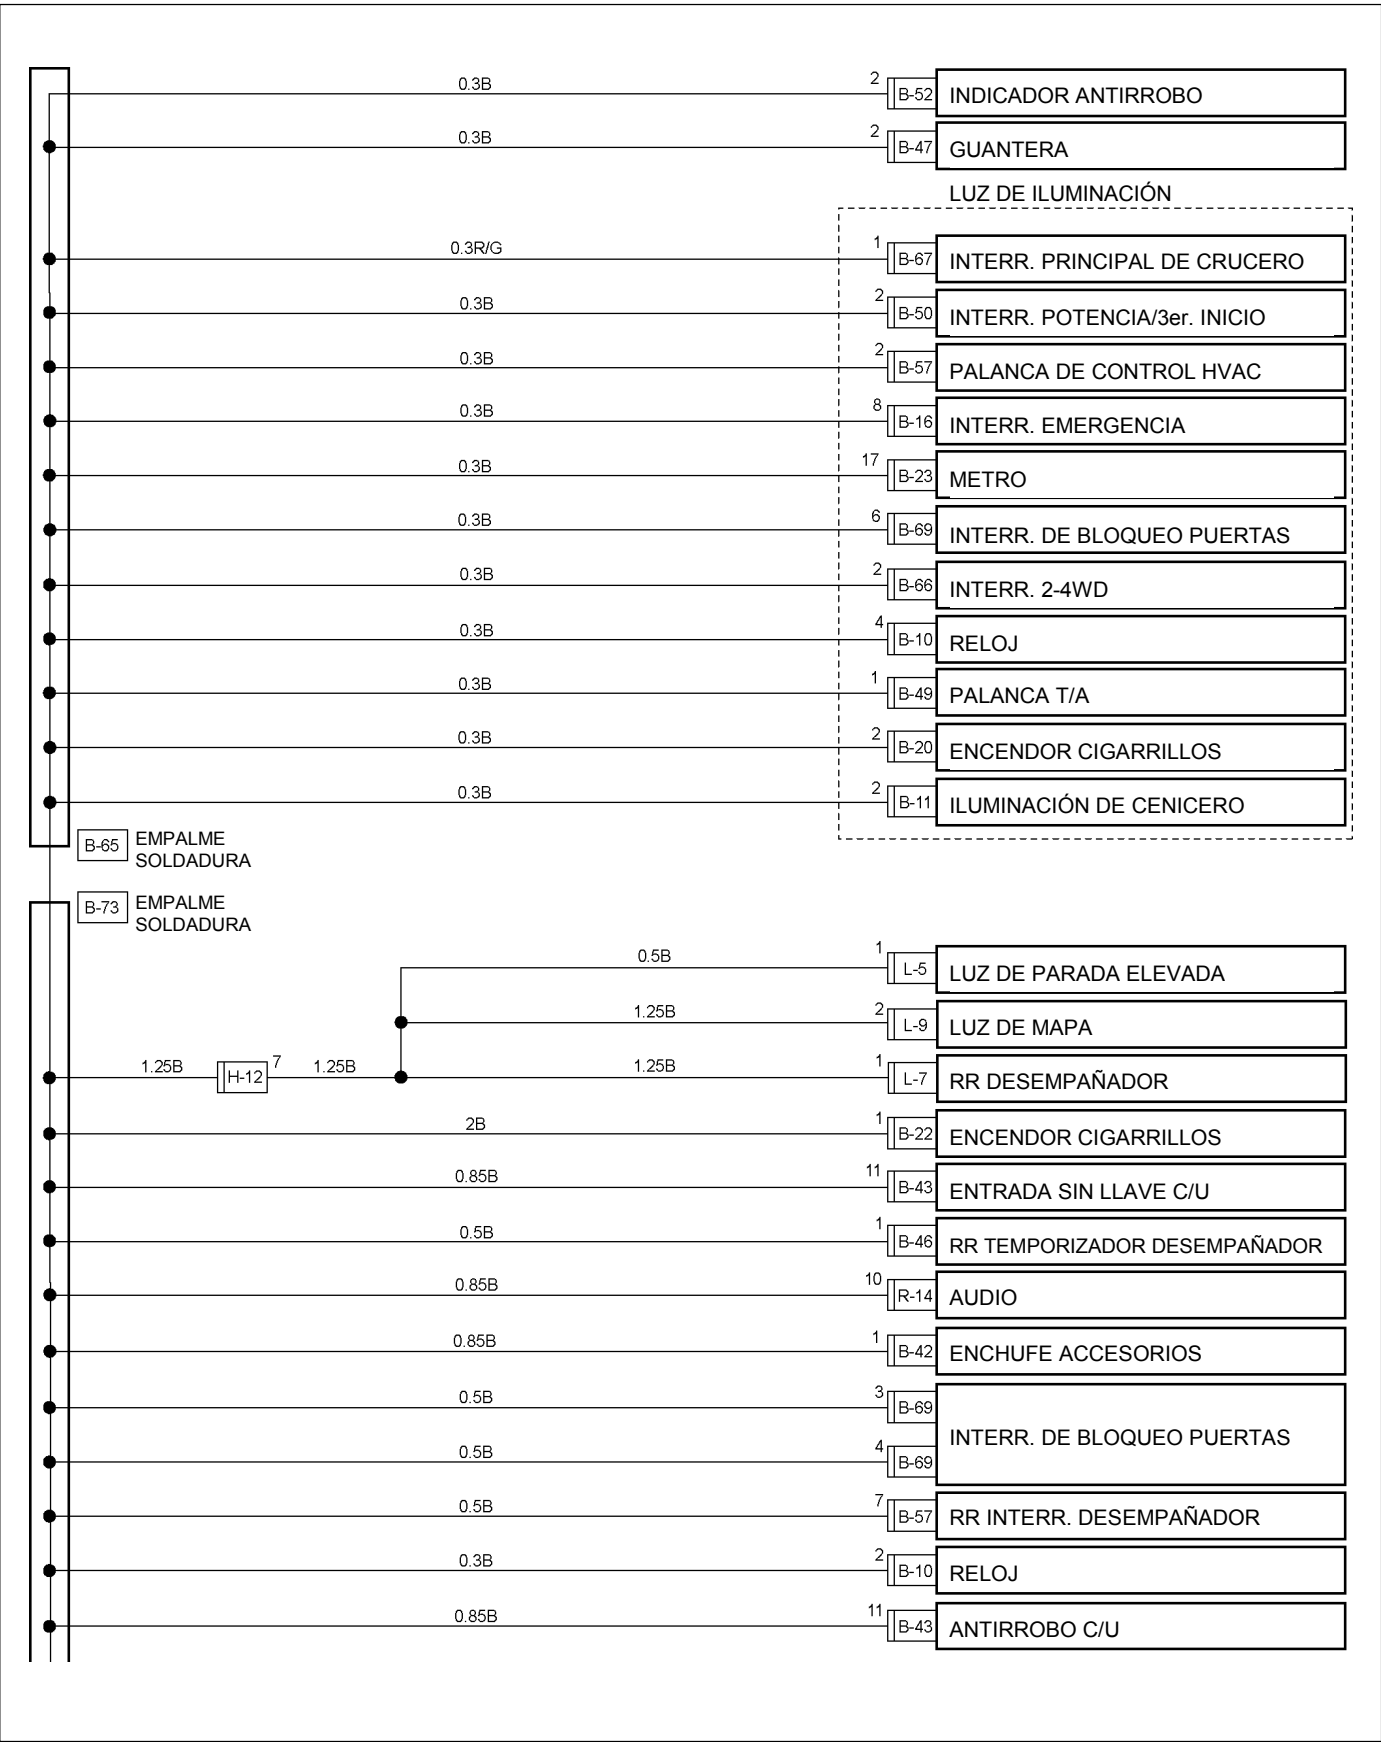 0.3B 2 B-52 INDICADOR ANTIRROBO
0.3B 2 B-47 GUANTERA
LUZ DE ILUMINACIÓN
0.3R/G 1 B-67 INTERR. PRINCIPAL DE CRUCERO
0.3B 2 B-50 INTERR. POTENCIA/3er. INICIO
0.3B 2 B-57 PALANCA DE CONTROL HVAC
0.3B 8 B-16 INTERR. EMERGENCIA
0.3B 17 B-23 METRO
0.3B 6 B-69 INTERR. DE BLOQUEO PUERTAS
0.3B 2 B-66 INTERR. 2-4WD
0.3B 4 B-10 RELOJ
0.3B 1 B-49 PALANCA T/A
0.3B 2 B-20 ENCENDOR CIGARRILLOS
0.3B 2 B-11 ILUMINACIÓN DE CENICERO
B-65 EMPALME
SOLDADURA
B-73 EMPALME
SOLDADURA
0.5B 1 L-5 LUZ DE PARADA ELEVADA
1.25B 2 L-9 LUZ DE MAPA
1.25B H-12 7 1.25B 1.25B 1 L-7 RR DESEMPAÑADOR
2B 1 B-22 ENCENDOR CIGARRILLOS
0.85B 11 B-43 ENTRADA SIN LLAVE C/U
0.5B 1 B-46 RR TEMPORIZADOR DESEMPAÑADOR
0.85B 10 R-14 AUDIO
0.85B 1 B-42 ENCHUFE ACCESORIOS
0.5B 3 B-69
INTERR. DE BLOQUEO PUERTAS
0.5B 4 B-69
0.5B 7 B-57 RR INTERR. DESEMPAÑADOR
0.3B 2 B-10 RELOJ
0.85B 11 B-43 ANTIRROBO C/U